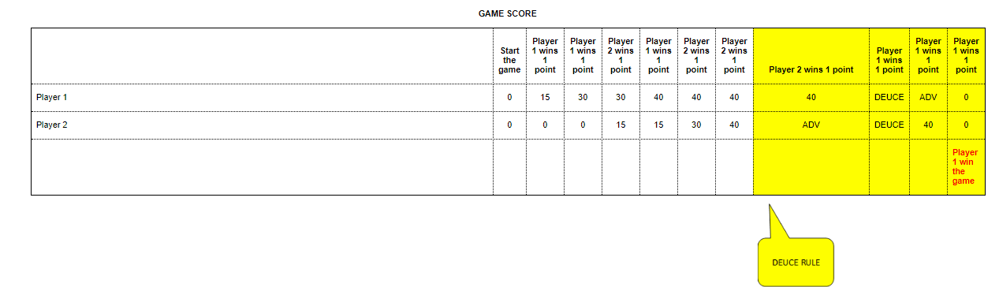 GAME SCORE
Start the game Player 1 wins 1 point Player 1 wins 1 point Player 2 wins 1 point Player 1 wins 1 point Player 2 wins 1 point Player 2 wins 1 point Player 2 wins 1 point Player 1 wins 1 point Player 1 wins 1 point Player 1 wins 1 point
Player 1 0 15 30 30 40 40 40 40 DEUCE ADV 0
Player 2 0 0 0 15 15 30 40 ADV DEUCE 40 0
Player 1 win the game
DEUCE RULE